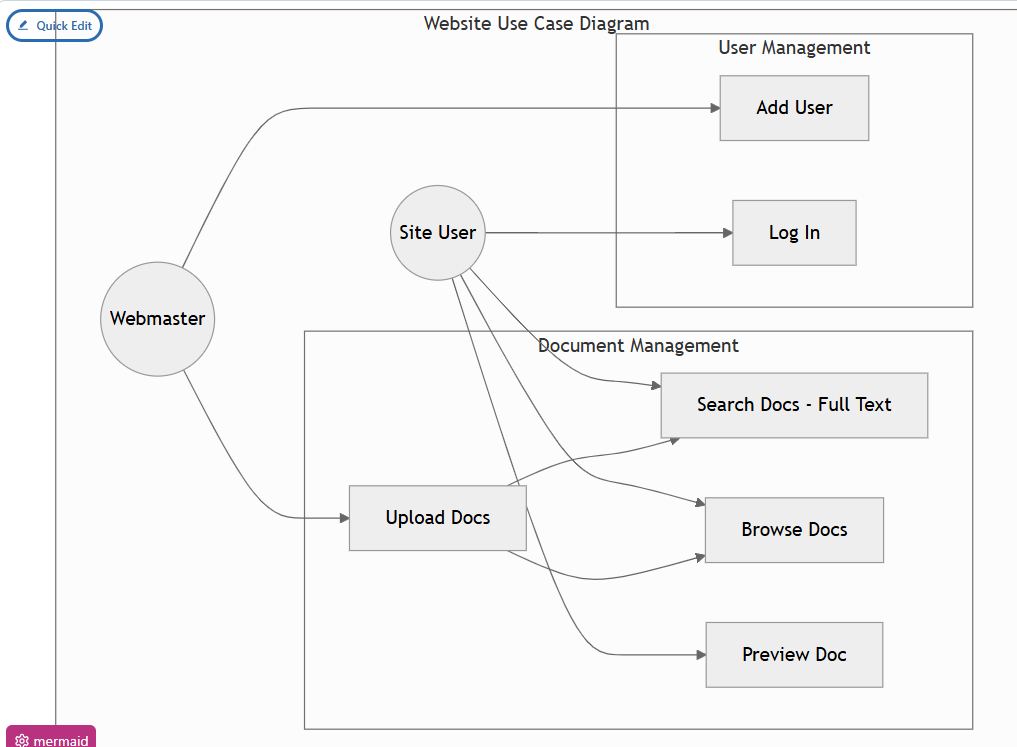 Quick Edit
Website Use Case Diagram
User Management
Add User
Site User
Log In
Webmaster
Document Management
Search Docs - Full Text
Upload Docs
Browse Docs
Preview Doc
mermaid